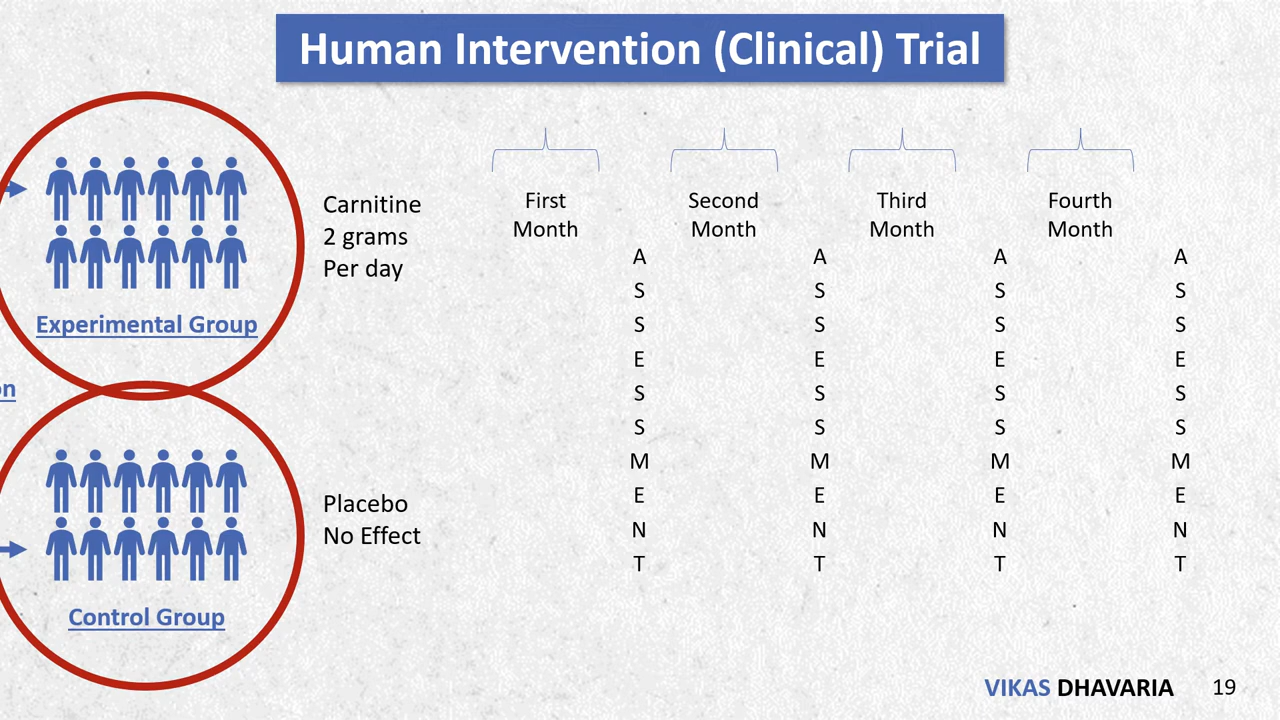 Human Intervention (Clinical) Trial
Carnitine
2 grams
Per day
First
Month
Second
Month
Third
Month
Fourth
Month
ASSESSMENT
ASSESSMENT
ASSESSMENT
ASSESSMENT
Experimental Group
on
Placebo
No Effect
Control Group
VIKAS DHAVARIA
19